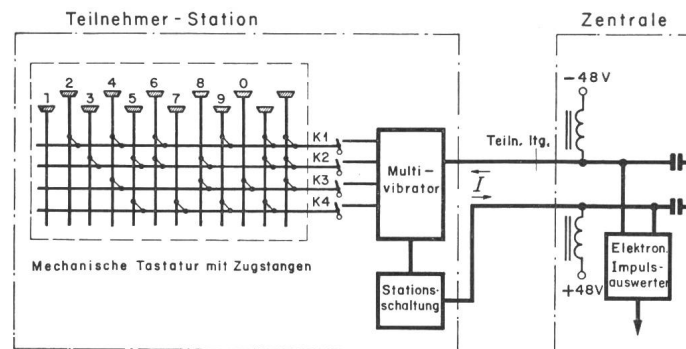 Teilnehmer - Station
Zentrale
2 4 6 8 0
1 3 5 7 9
K1
K2
K3
K4
Multi-
vibrator
Teiln. ltg.
I
-48V
+48V
Mechanische Tastatur mit Zugstangen
Stations-
schaltung
Elektron.
Impuls-
auswerter